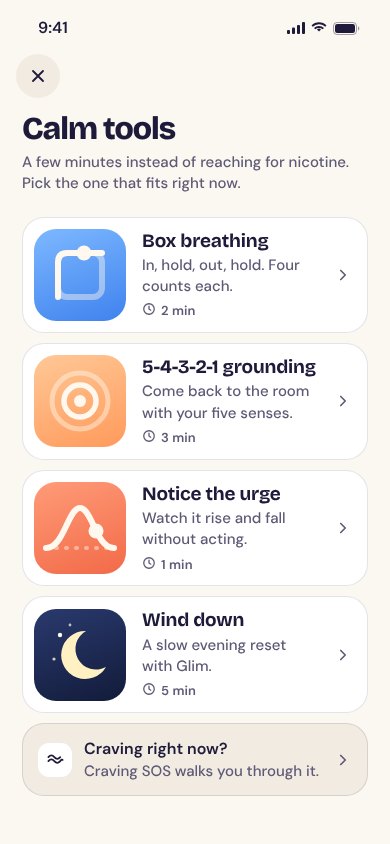 9:41
Calm tools
A few minutes instead of reaching for nicotine.
Pick the one that fits right now.
Box breathing
In, hold, out, hold. Four
counts each.
2 min
5-4-3-2-1 grounding
Come back to the room
with your five senses.
3 min
Notice the urge
Watch it rise and fall
without acting.
1 min
Wind down
A slow evening reset
with Glim.
5 min
Craving right now?
Craving SOS walks you through it.